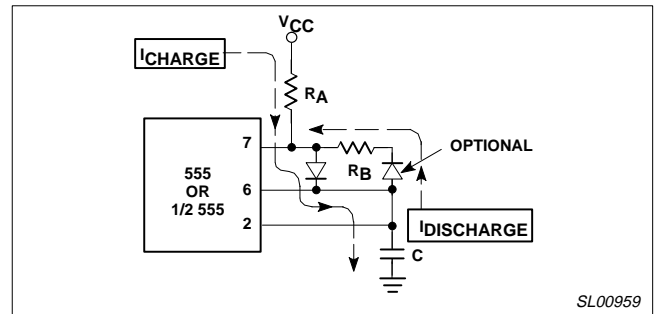 VCC
ICHARGE
RA
7
OPTIONAL
RB
555
OR
1/2 555
6
2
IDISCHARGE
C
SL00959